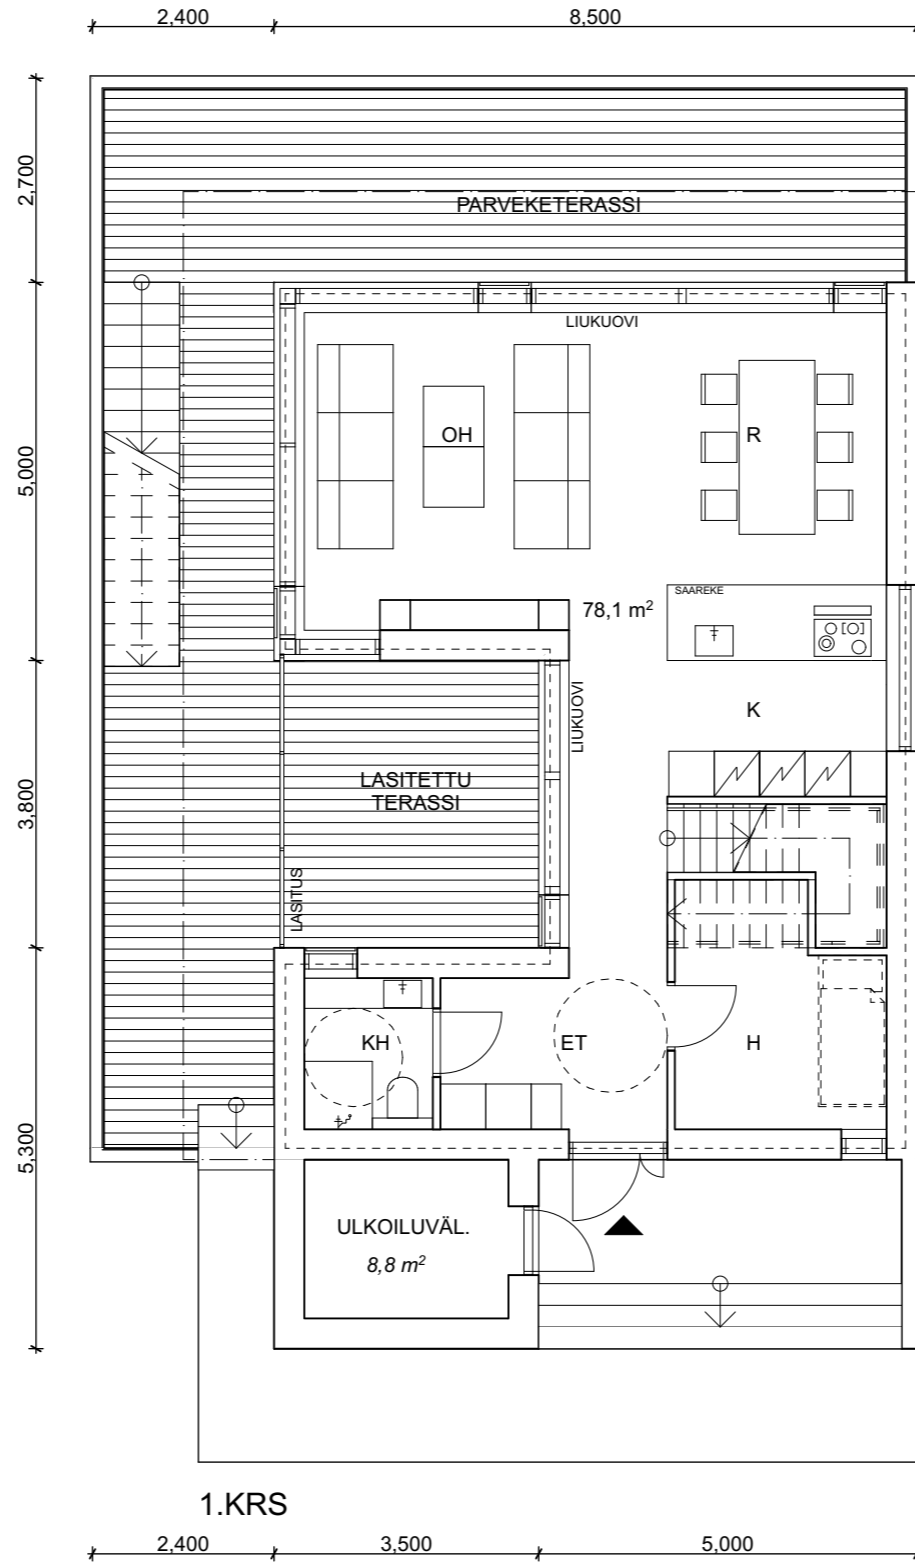 2,400
8,500
2,700
PARVEKETERASSI
LIUKUOVI
5,000
OH
R
SAAREKE
78,1 m²
LIUKUOVI
K
3,800
LASITETTU
TERASSI
LASITUS
KH
ET
H
5,300
ULKOILUVÄL.
8,8 m²
1.KRS
2,400
3,500
5,000